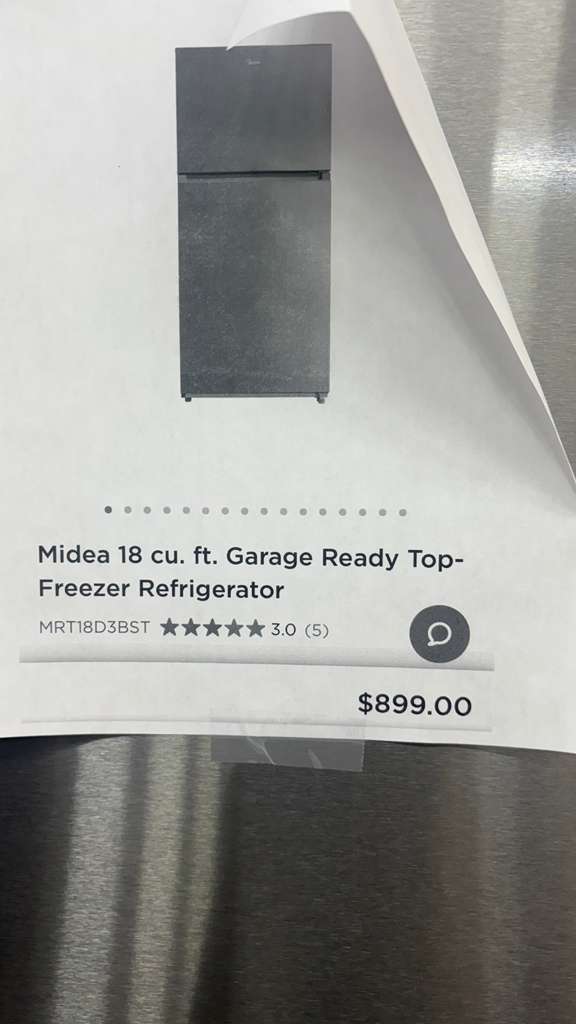 Midea 18 cu. ft. Garage Ready Top-
Freezer Refrigerator
MRT18D3BST ★★★★★ 3.0 (5)
$899.00